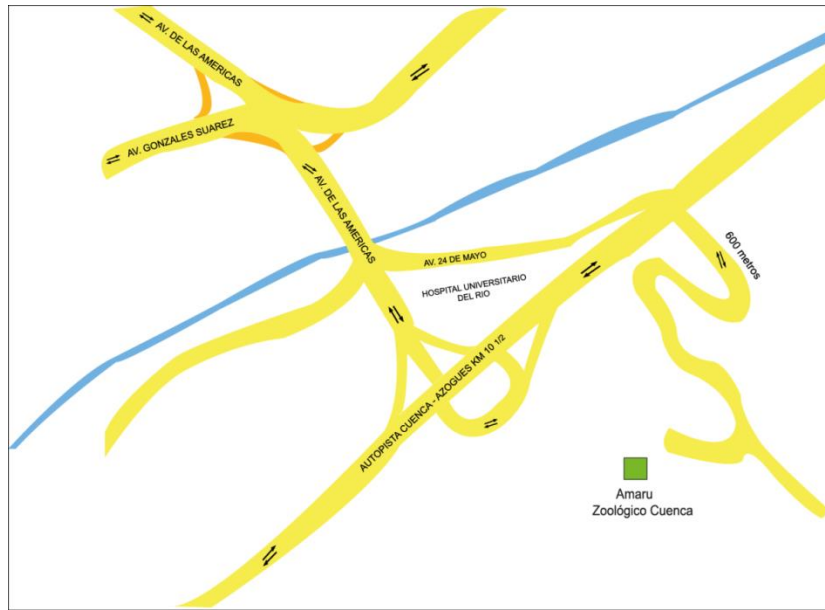 AV. DE LAS AMERICAS
AV. GONZALES SUAREZ
AV. DE LAS AMERICAS
AV. 24 DE MAYO
600 metros
HOSPITAL UNIVERSITARIO
DEL RIO
AUTOPISTA CUENCA - AZOGUES KM 10 1/2
Amaru
Zoológico Cuenca